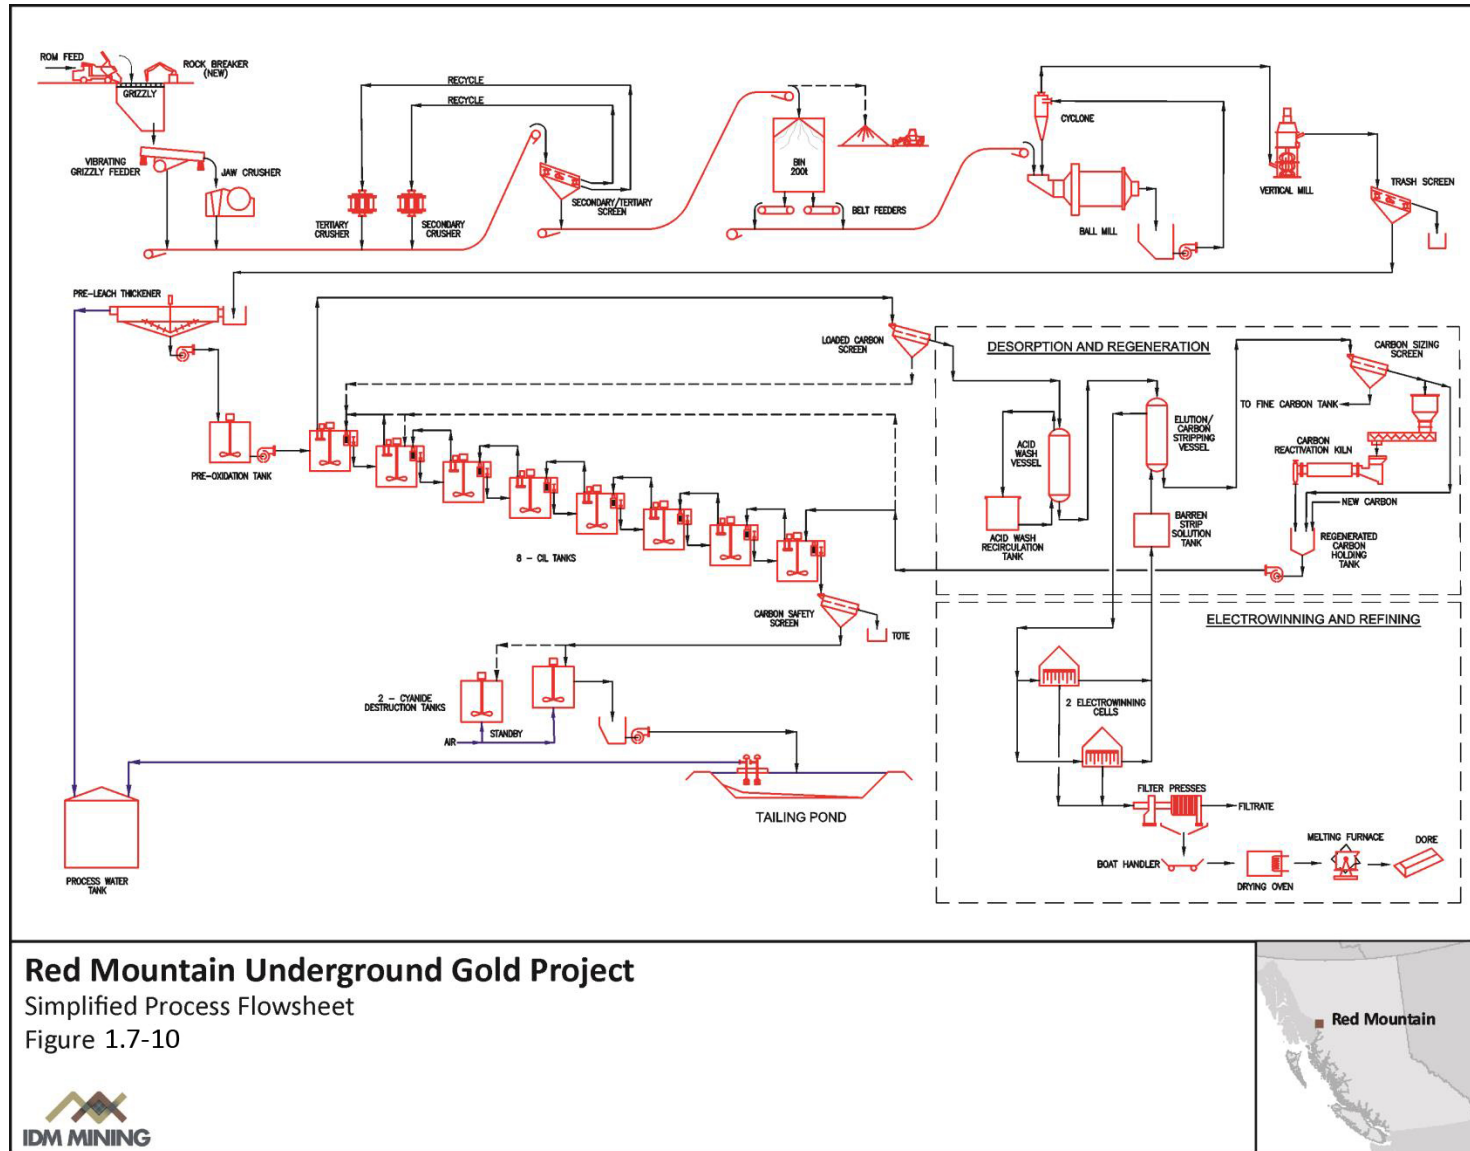 ROM FEED
ROCK BREAKER
(NEW)
GRIZZLY
VIBRATING
GRIZZLY FEEDER
JAW CRUSHER
RECYCLE
RECYCLE
TERTIARY
CRUSHER
SECONDARY
CRUSHER
SECONDARY/TERTIARY
SCREEN
BIN
200t
BELT FEEDERS
CYCLONE
BALL MILL
VERTICAL MILL
TRASH SCREEN
PRE-LEACH THICKENER
PRE-OXIDATION TANK
LOADED CARBON
SCREEN
8 - CIL TANKS
CARBON SAFETY
SCREEN
TOTE
2 - CYANIDE
DESTRUCTION TANKS
AIR
STANDBY
TAILING POND
PROCESS WATER
TANK
DESORPTION AND REGENERATION
ACID
WASH
VESSEL
ACID WASH
RECIRCULATION
TANK
ELUTION/
CARBON
STRIPPING
VESSEL
BARREN
STRIP
SOLUTION
TANK
CARBON SIZING
SCREEN
TO FINE CARBON TANK
CARBON
REACTIVATION KILN
NEW CARBON
REGENERATED
CARBON
HOLDING
TANK
ELECTROWINNING AND REFINING
2 ELECTROWINNING
CELLS
FILTER PRESSES
FILTRATE
BOAT HANDLER
DRYING OVEN
MELTING FURNACE
DORE
Red Mountain Underground Gold Project
Simplified Process Flowsheet
Figure 1.7-10
IDM MINING
Red Mountain